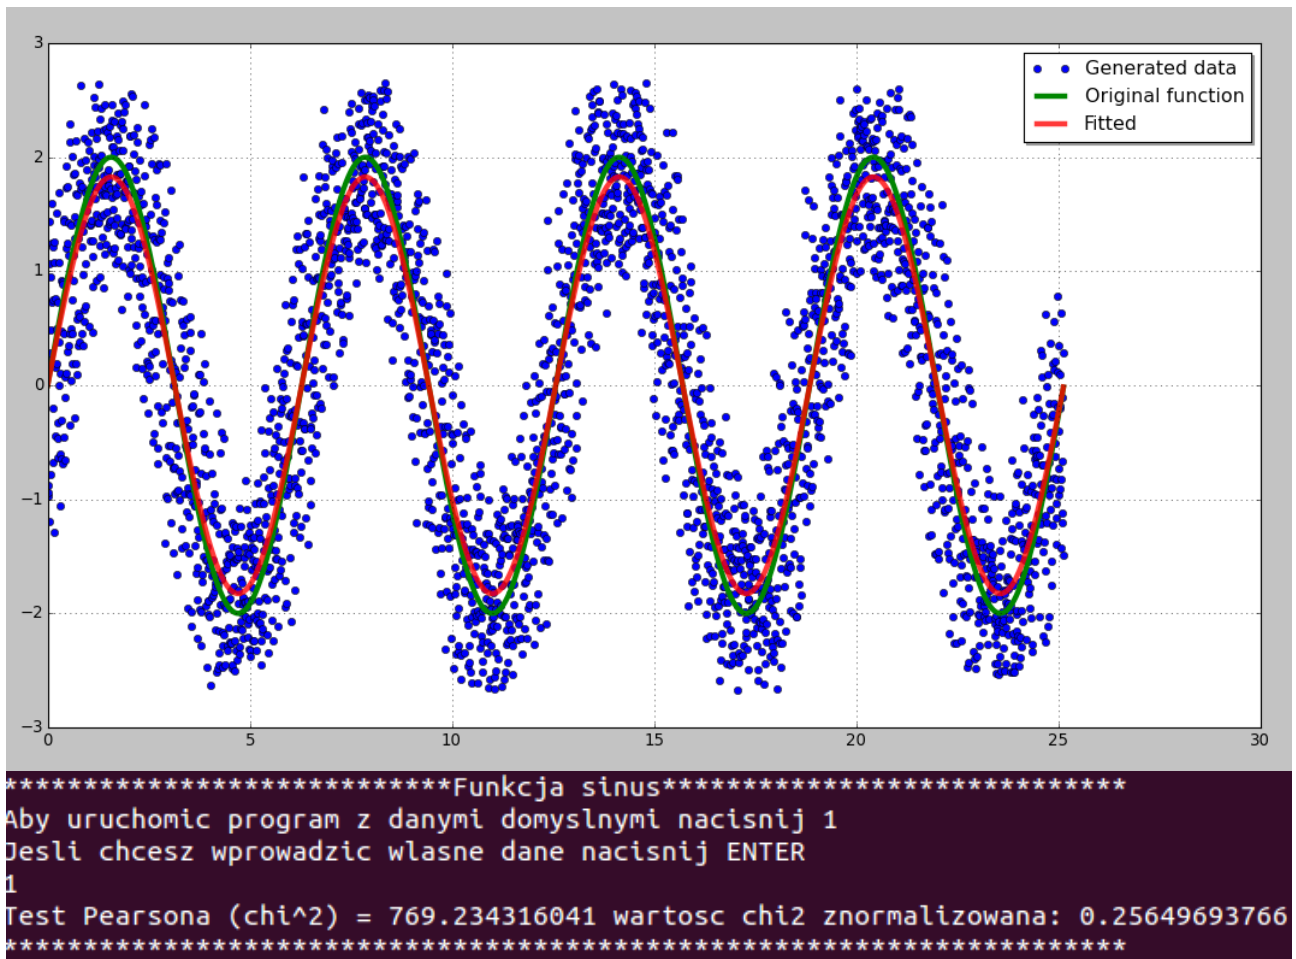 3
2
1
0
−1
−2
−3
0 5 10 15 20 25 30
Generated data
Original function
Fitted
****************************Funkcja sinus*****************************
Aby uruchomic program z danymi domyslnymi nacisnij 1
Jesli chcesz wprowadzic wlasne dane nacisnij ENTER
1
Test Pearsona (chi^2) = 769.234316041 wartosc chi2 znormalizowana: 0.25649693766
**********************************************************************